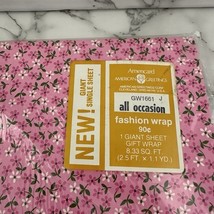 NEW!
GIANT
SINGLE SHEET
Americard
AMERICAN GREETINGS
GW1661 J
all occasion
fashion wrap
90¢
1 GIANT SHEET
GIFT WRAP
8.33 SQ. FT.
(2.5 FT. × 1.1 YD.)